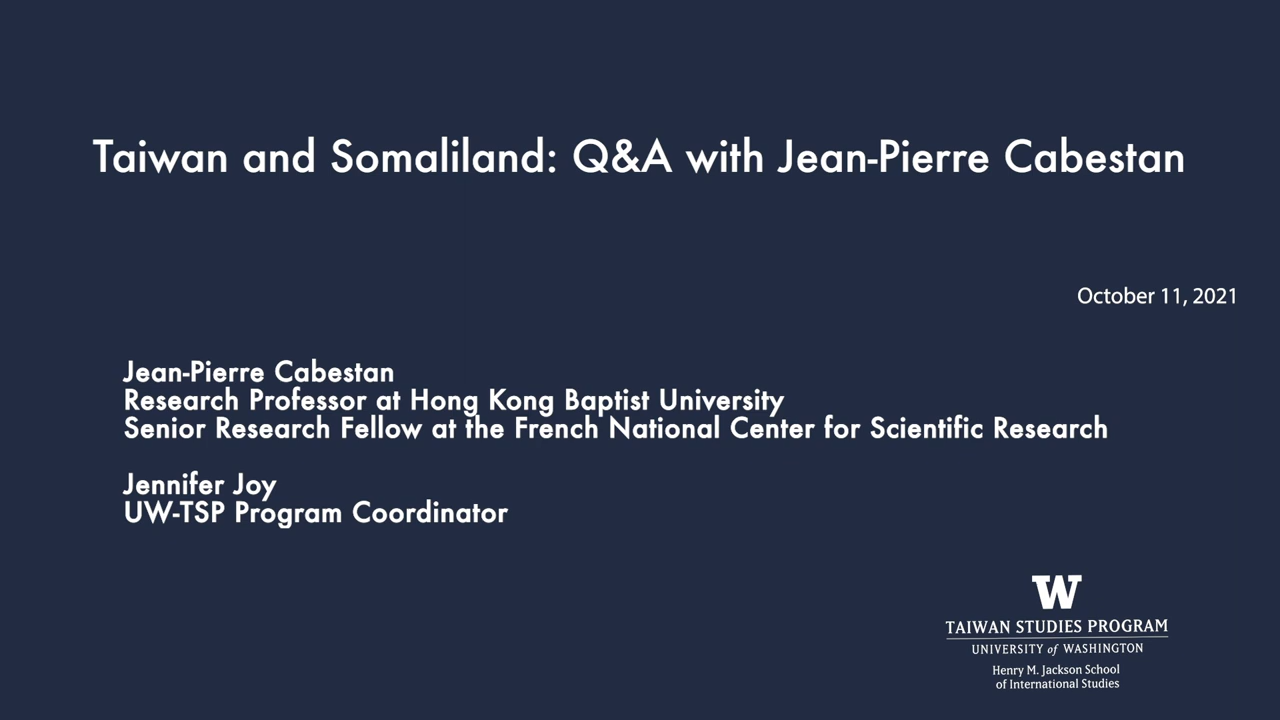 Taiwan and Somaliland: Q&A with Jean-Pierre Cabestan
October 11, 2021
Jean-Pierre Cabestan
Research Professor at Hong Kong Baptist University
Senior Research Fellow at the French National Center for Scientific Research
Jennifer Joy
UW-TSP Program Coordinator
W
TAIWAN STUDIES PROGRAM
UNIVERSITY of WASHINGTON
Henry M. Jackson School
of International Studies